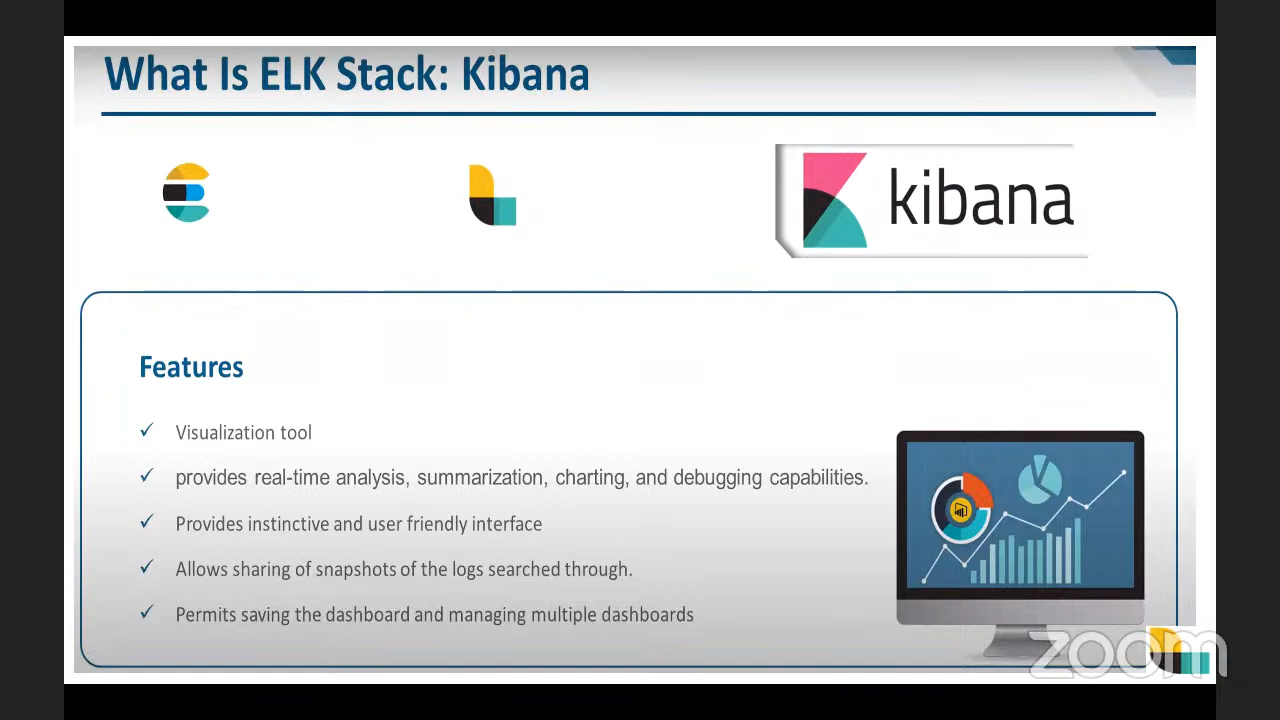 What Is ELK Stack: Kibana
kibana
Features
✓ Visualization tool
✓ provides real-time analysis, summarization, charting, and debugging capabilities.
✓ Provides instinctive and user friendly interface
✓ Allows sharing of snapshots of the logs searched through.
✓ Permits saving the dashboard and managing multiple dashboards
zoom